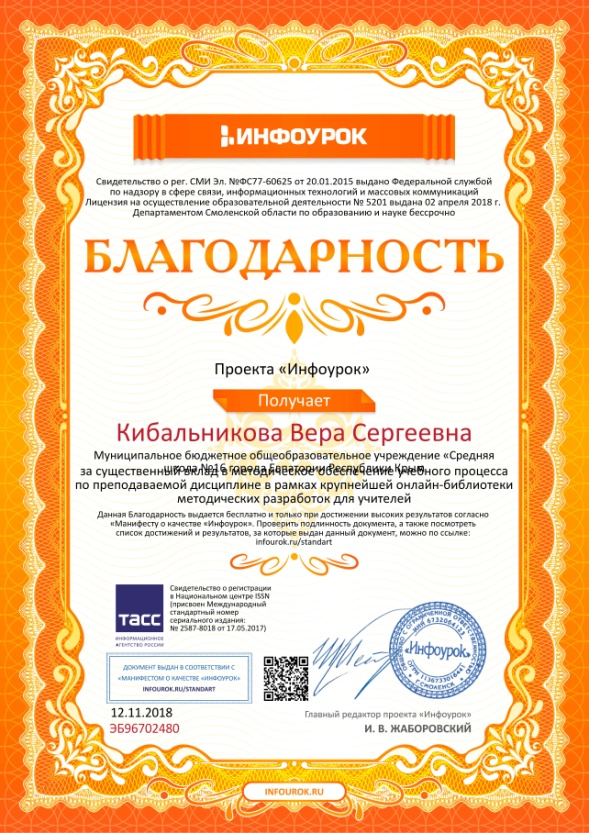 ИНФОУРОК
Свидетельство о рег. СМИ Эл. №ФС77-60625 от 20.01.2015 выдано Федеральной службой
по надзору в сфере связи, информационных технологий и массовых коммуникаций
Лицензия на осуществление образовательной деятельности № 5201 выдана 02 апреля 2018 г.
Департаментом Смоленской области по образованию и науке бессрочно
БЛАГОДАРНОСТЬ
Проекта «Инфоурок»
Получает
Кибальникова Вера Сергеевна
Муниципальное бюджетное общеобразовательное учреждение «Средняя
школа №16 города Евпатории Республики Крым
за существенный вклад в методическое обеспечение учебного процесса
по преподаваемой дисциплине в рамках крупнейшей онлайн-библиотеки
методических разработок для учителей
Данная Благодарность выдается бесплатно и только при достижении высоких результатов согласно
«Манифесту о качестве «Инфоурок». Проверить подлинность документа, а также посмотреть
список достижений и результатов, за которые выдан данный документ, можно по ссылке:
infourok.ru/standart
ТАСС
ИНФОРМАЦИОННОЕ
АГЕНТСТВО РОССИИ
Свидетельство о регистрации
в Национальном центре ISSN
(присвоен Международный
стандартный номер
сериального издания:
№ 2587-8018 от 17.05.2017)
ДОКУМЕНТ ВЫДАН В СООТВЕТСТВИИ С
«МАНИФЕСТОМ О КАЧЕСТВЕ «ИНФОУРОК»
INFOUROK.RU/STANDART
«Инфоурок»
Г.СМОЛЕНСК
12.11.2018
ЭБ96702480
Главный редактор проекта «Инфоурок»
И. В. ЖАБОРОВСКИЙ
INFOUROK.RU